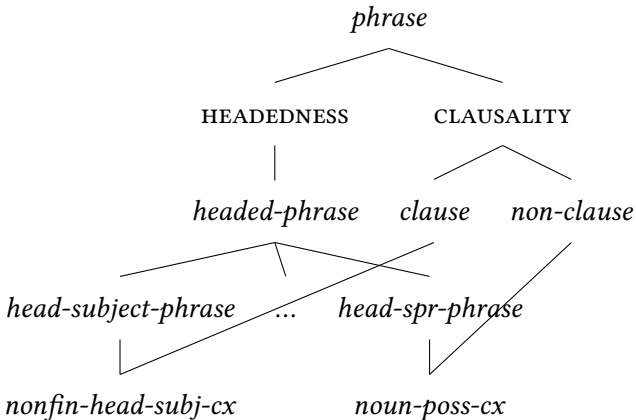 phrase
HEADEDNESS CLAUSALITY
headed-phrase clause non-clause
head-subject-phrase ... head-spr-phrase
nonfin-head-subj-cx noun-poss-cx